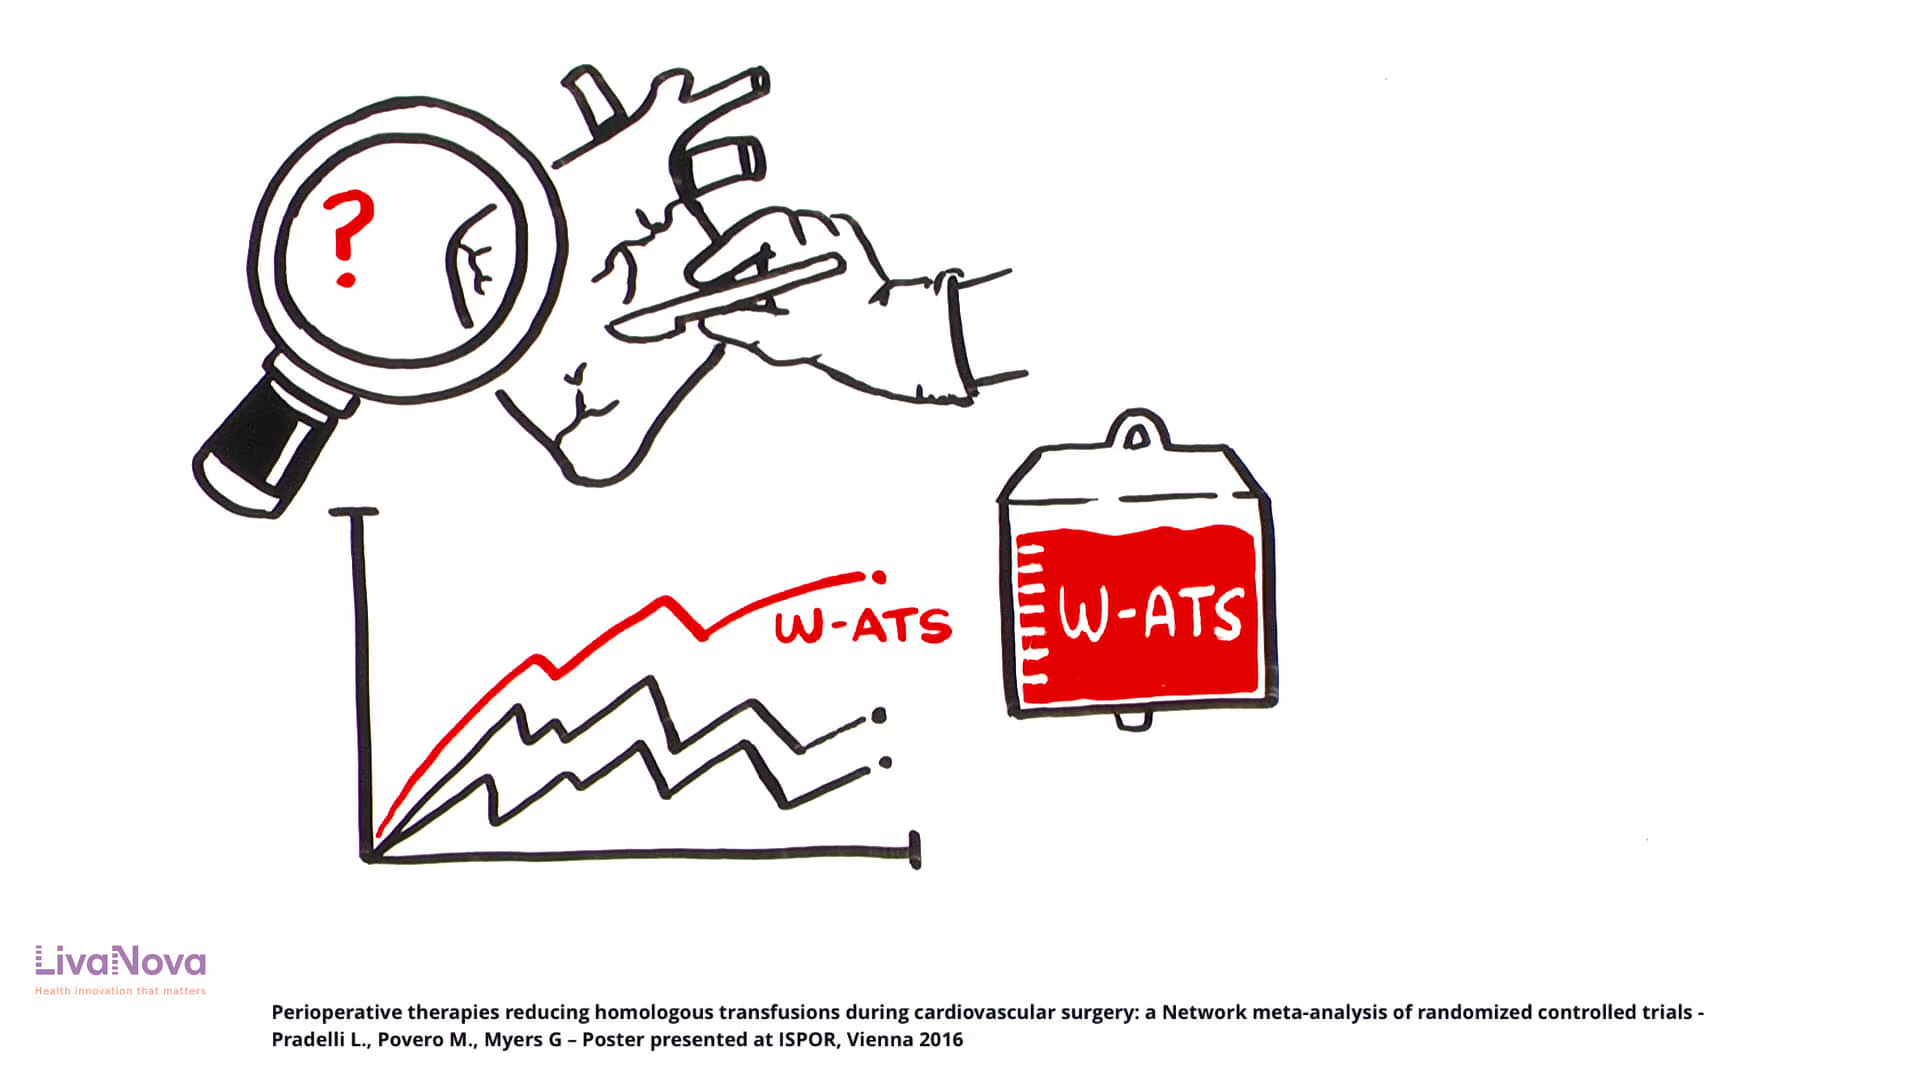 ?
W-ATS
W-ATS
LivaNova
Health innovation that matters
Perioperative therapies reducing homologous transfusions during cardiovascular surgery: a Network meta-analysis of randomized controlled trials -
Pradelli L., Povero M., Myers G – Poster presented at ISPOR, Vienna 2016